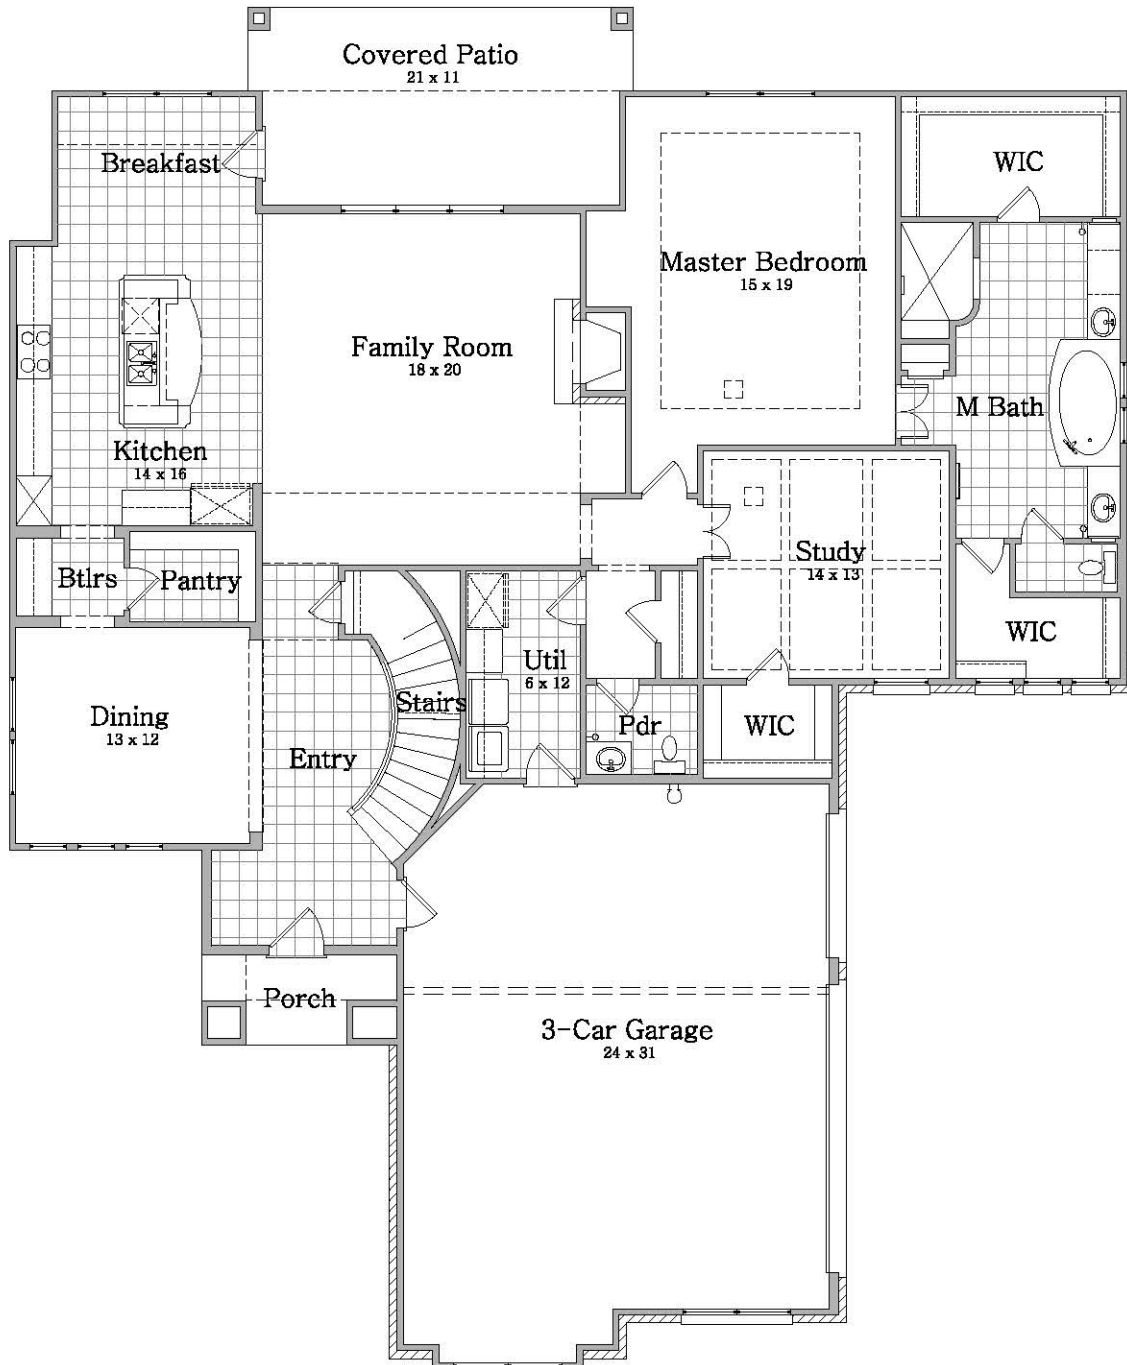 Covered Patio
21 x 11
Breakfast
WIC
Master Bedroom
15 x 19
Family Room
18 x 20
M Bath
Kitchen
14 x 16
Study
14 x 13
Btlrs
Pantry
WIC
Util
6 x 12
Stairs
Dining
13 x 12
Pdr
WIC
Entry
Porch
3-Car Garage
24 x 31